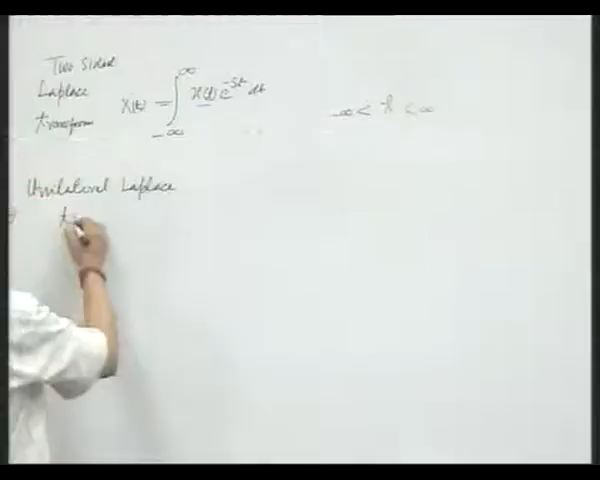 Two sided
Laplace
transform X(s) = ∫_{-∞}^{∞} x(t) e^{-st} dt -∞ < t < ∞
Unilateral Laplace
t